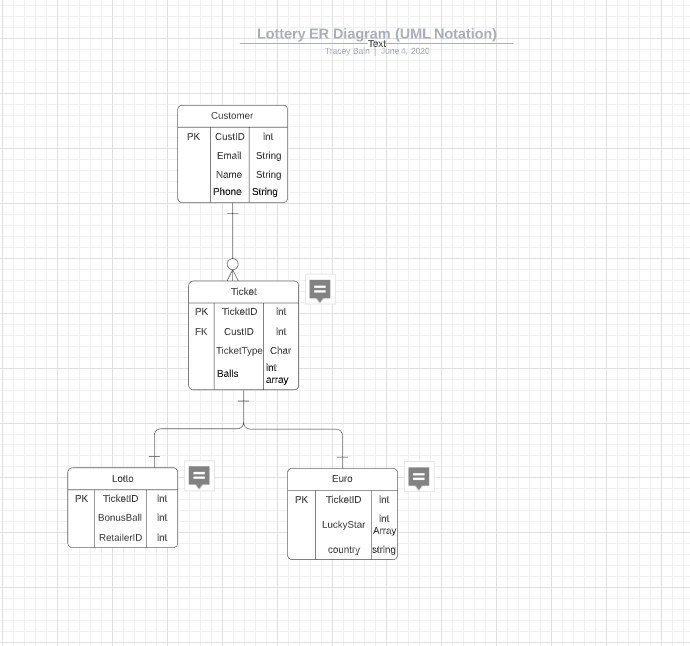 Lottery ER Diagram (UML Notation)
Text
Tracey Bain | June 4, 2020
Customer
PK CustID int
Email String
Name String
Phone String
Ticket
PK TicketID int
FK CustID int
TicketType Char
Balls int
array
Lotto
PK TicketID int
BonusBall int
RetailerID int
Euro
PK TicketID int
LuckyStar int
Array
country string